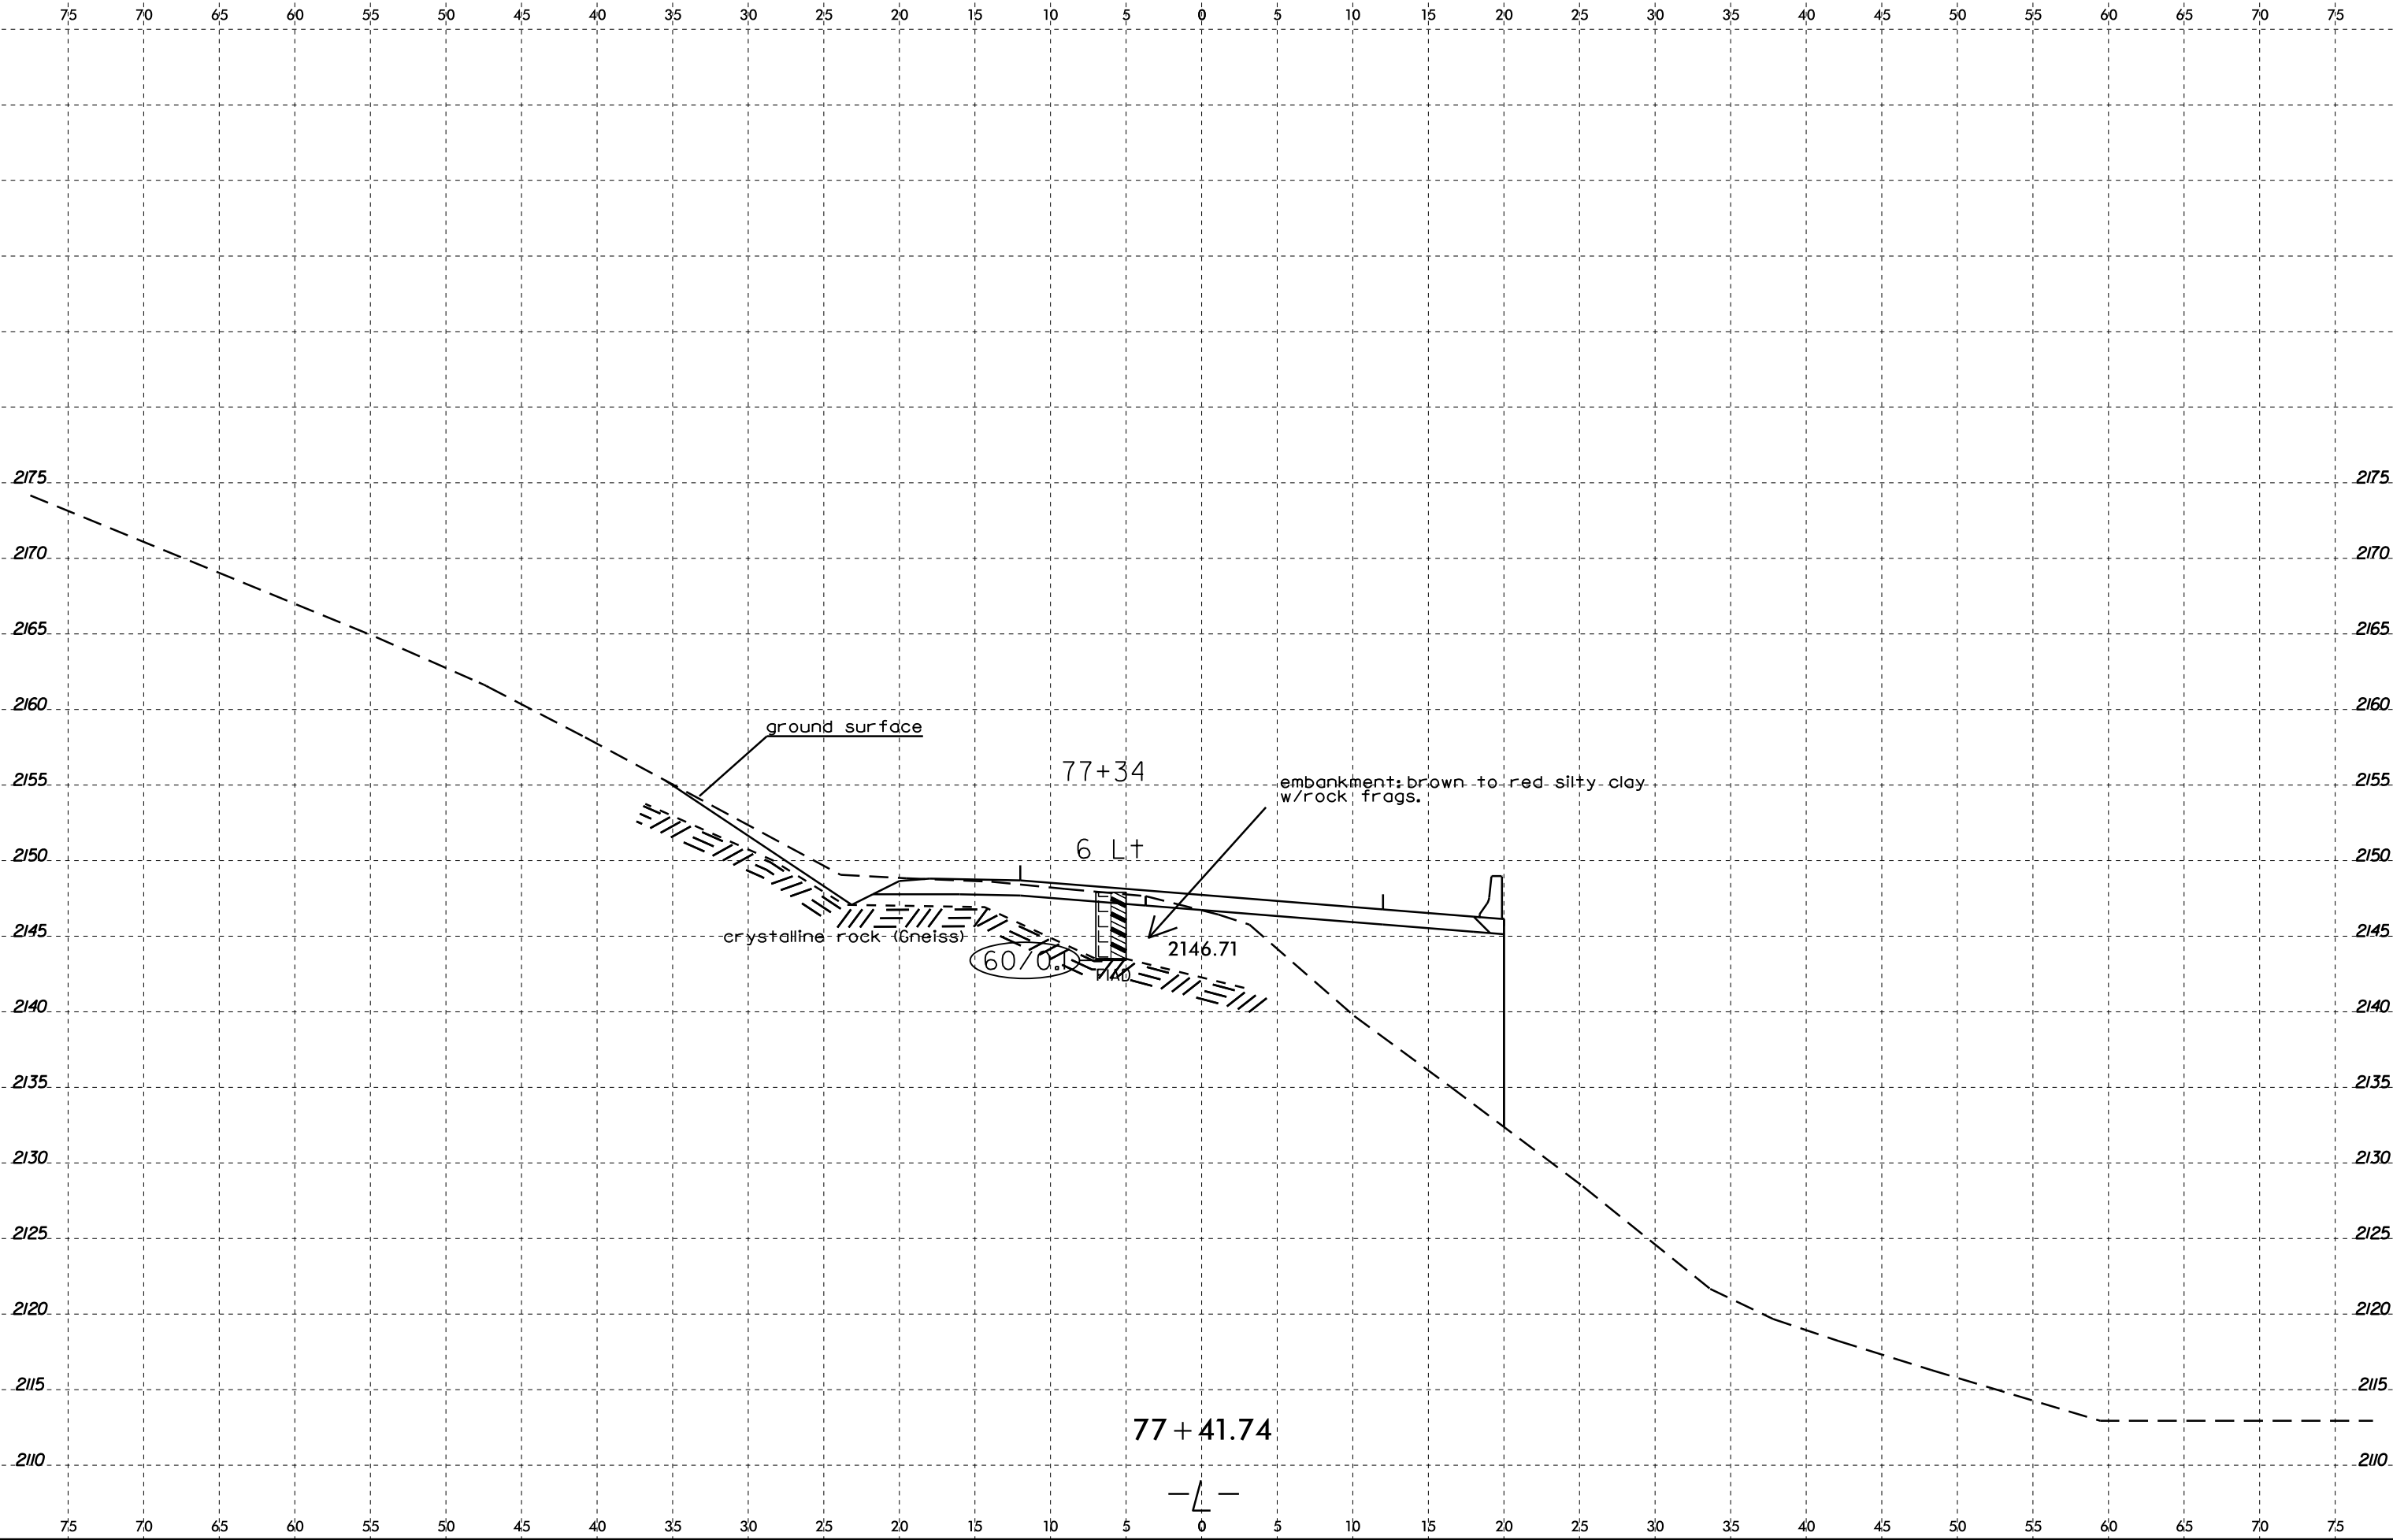 75 70 65 60 55 50 45 40 35 30 25 20 15 10 5 0 5 10 15 20 25 30 35 40 45 50 55 60 65 70 75
2175 2175
2170 2170
2165 2165
2160 2160
ground surface
77+34
2155 2155
embankment: brown to red silty clay
w/rock frags.
6 Lt
2150 2150
2145 2145
crystalline rock (Gneiss)
2146.71
60/0.1
FIAD
2140 2140
2135 2135
2130 2130
2125 2125
2120 2120
2115 2115
77+41.74
2110 2110
-L-
75 70 65 60 55 50 45 40 35 30 25 20 15 10 5 0 5 10 15 20 25 30 35 40 45 50 55 60 65 70 75